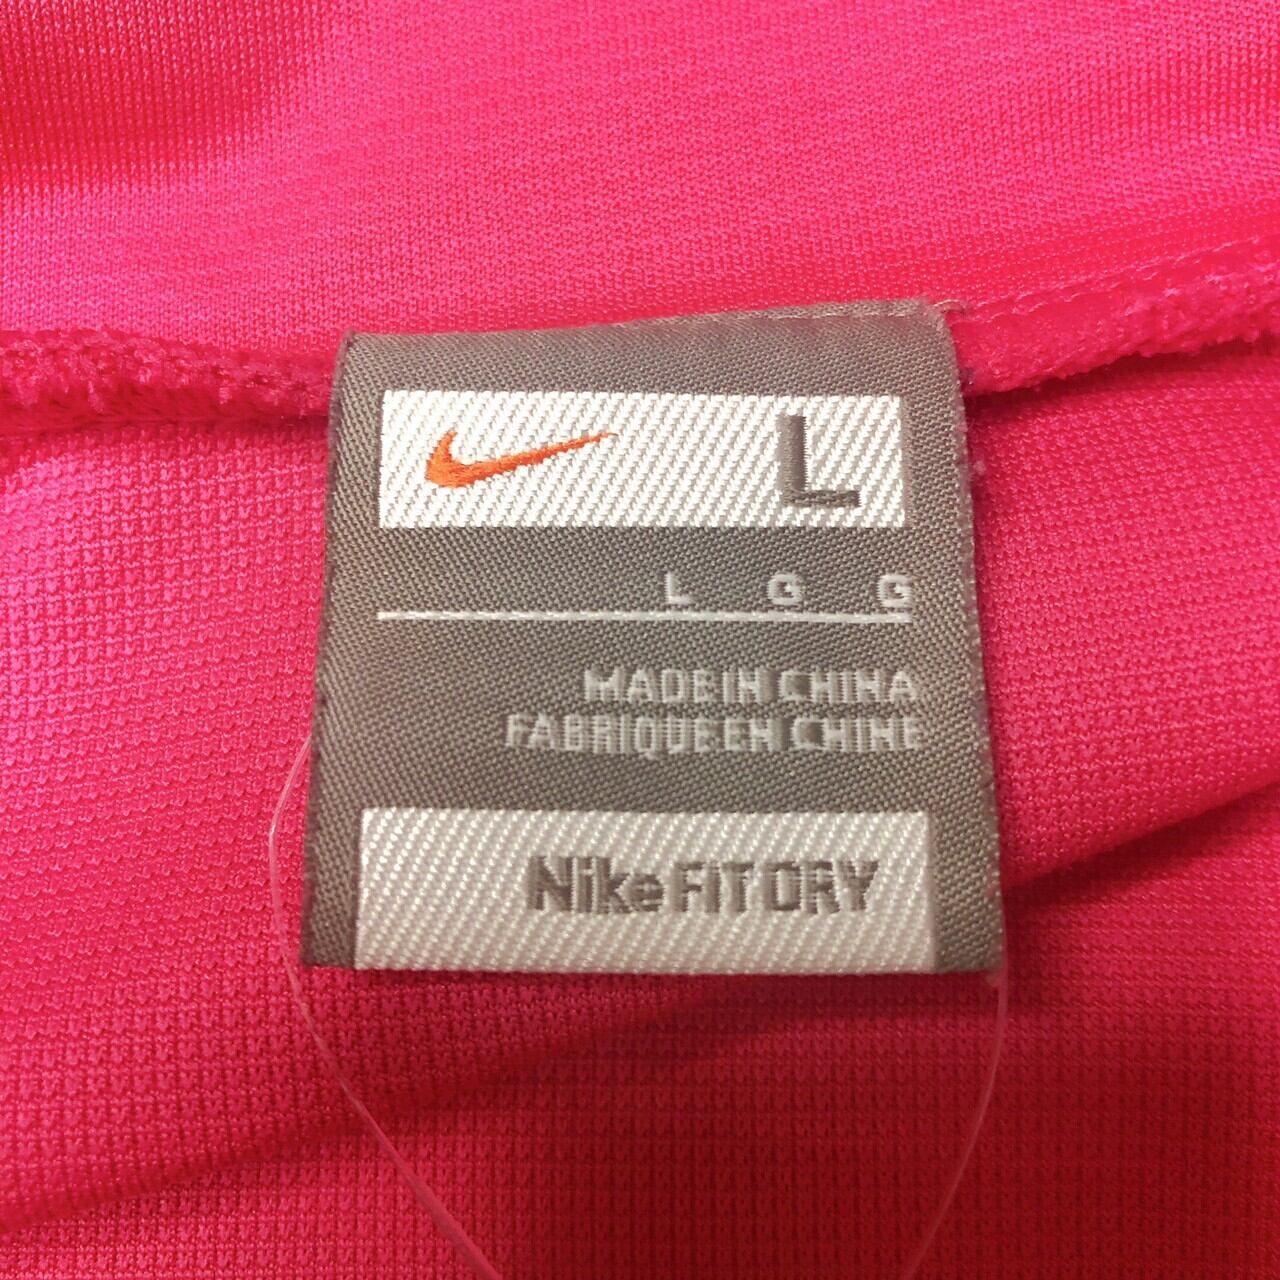 L
L G G
MADE IN CHINA
FABRIQUE EN CHINE
Nike FIT DRY